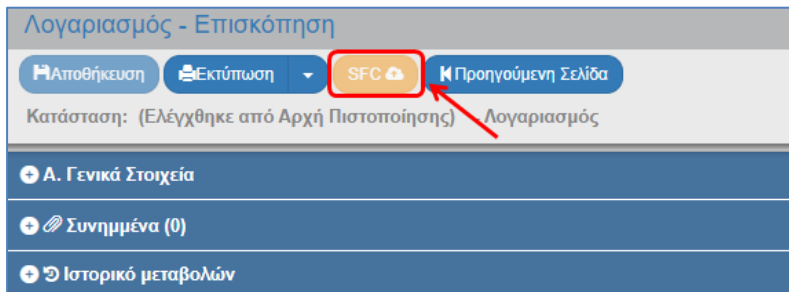 Λογαριασμός - Επισκόπηση
Αποθήκευση Εκτύπωση SFC Προηγούμενη Σελίδα
Κατάσταση: (Ελέγχθηκε από Αρχή Πιστοποίησης) - Λογαριασμός
Α. Γενικά Στοιχεία
Συνημμένα (0)
Ιστορικό μεταβολών